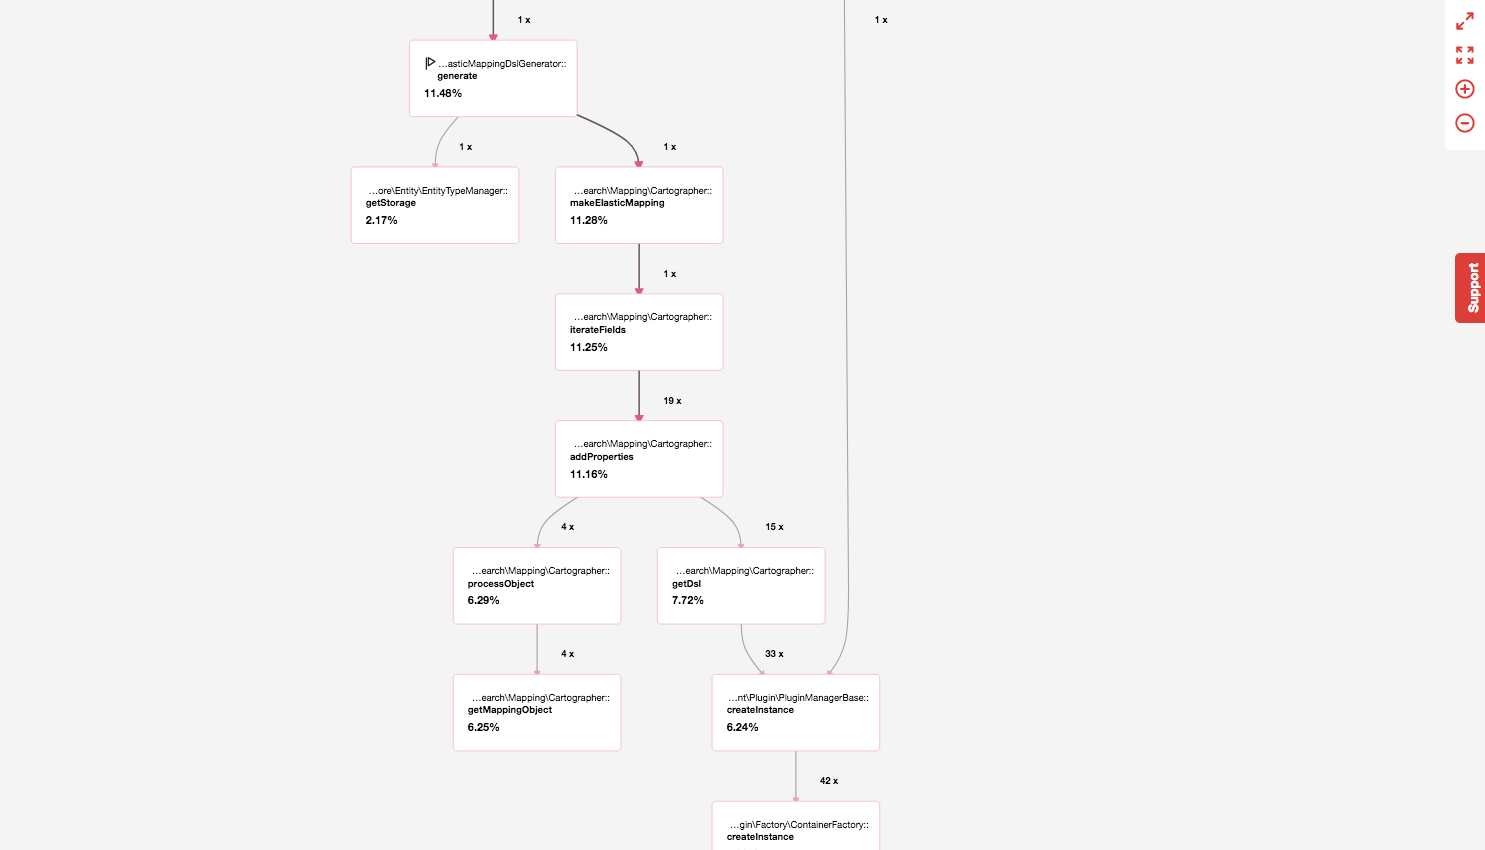 1 x
1 x
…asticMappingDslGenerator::
generate
11.48%
1 x
1 x
…ore\Entity\EntityTypeManager::
getStorage
2.17%
…earch\Mapping\Cartographer::
makeElasticMapping
11.28%
1 x
Support
…earch\Mapping\Cartographer::
iterateFields
11.25%
19 x
…earch\Mapping\Cartographer::
addProperties
11.16%
4 x
15 x
…earch\Mapping\Cartographer::
processObject
6.29%
…earch\Mapping\Cartographer::
getDsl
7.72%
4 x
33 x
…earch\Mapping\Cartographer::
getMappingObject
6.25%
…nt\Plugin\PluginManagerBase::
createInstance
6.24%
42 x
…gin\Factory\ContainerFactory::
createInstance